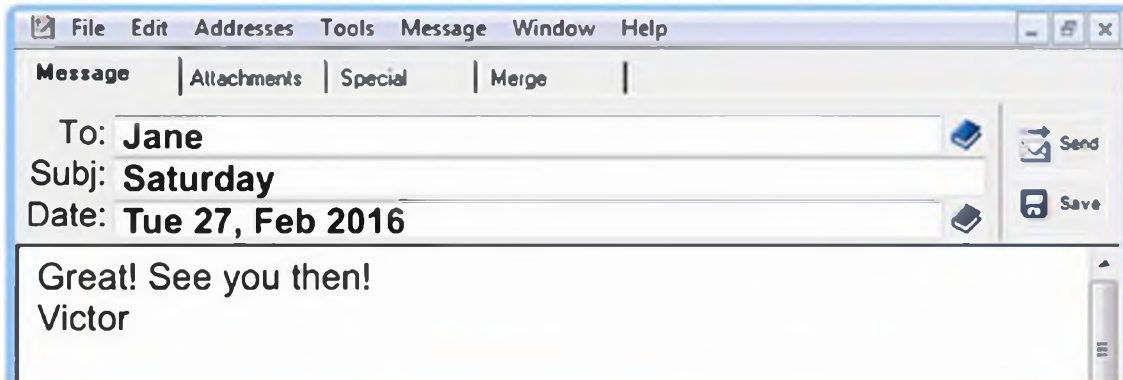 File Edit Addresses Tools Message Window Help
Message Attachments Special Merge
To: Jane
Send
Subj: Saturday
Save
Date: Tue 27, Feb 2016
Great! See you then!
Victor